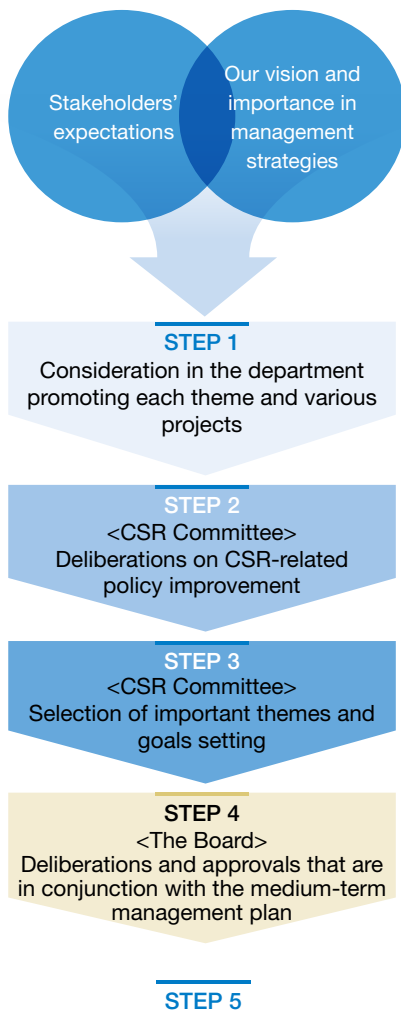 Stakeholders'
expectations
Our vision and
importance in
management
strategies
STEP 1
Consideration in the department
promoting each theme and various
projects
STEP 2
<CSR Committee>
Deliberations on CSR-related
policy improvement
STEP 3
<CSR Committee>
Selection of important themes and
goals setting
STEP 4
<The Board>
Deliberations and approvals that are
in conjunction with the medium-term
management plan
STEP 5